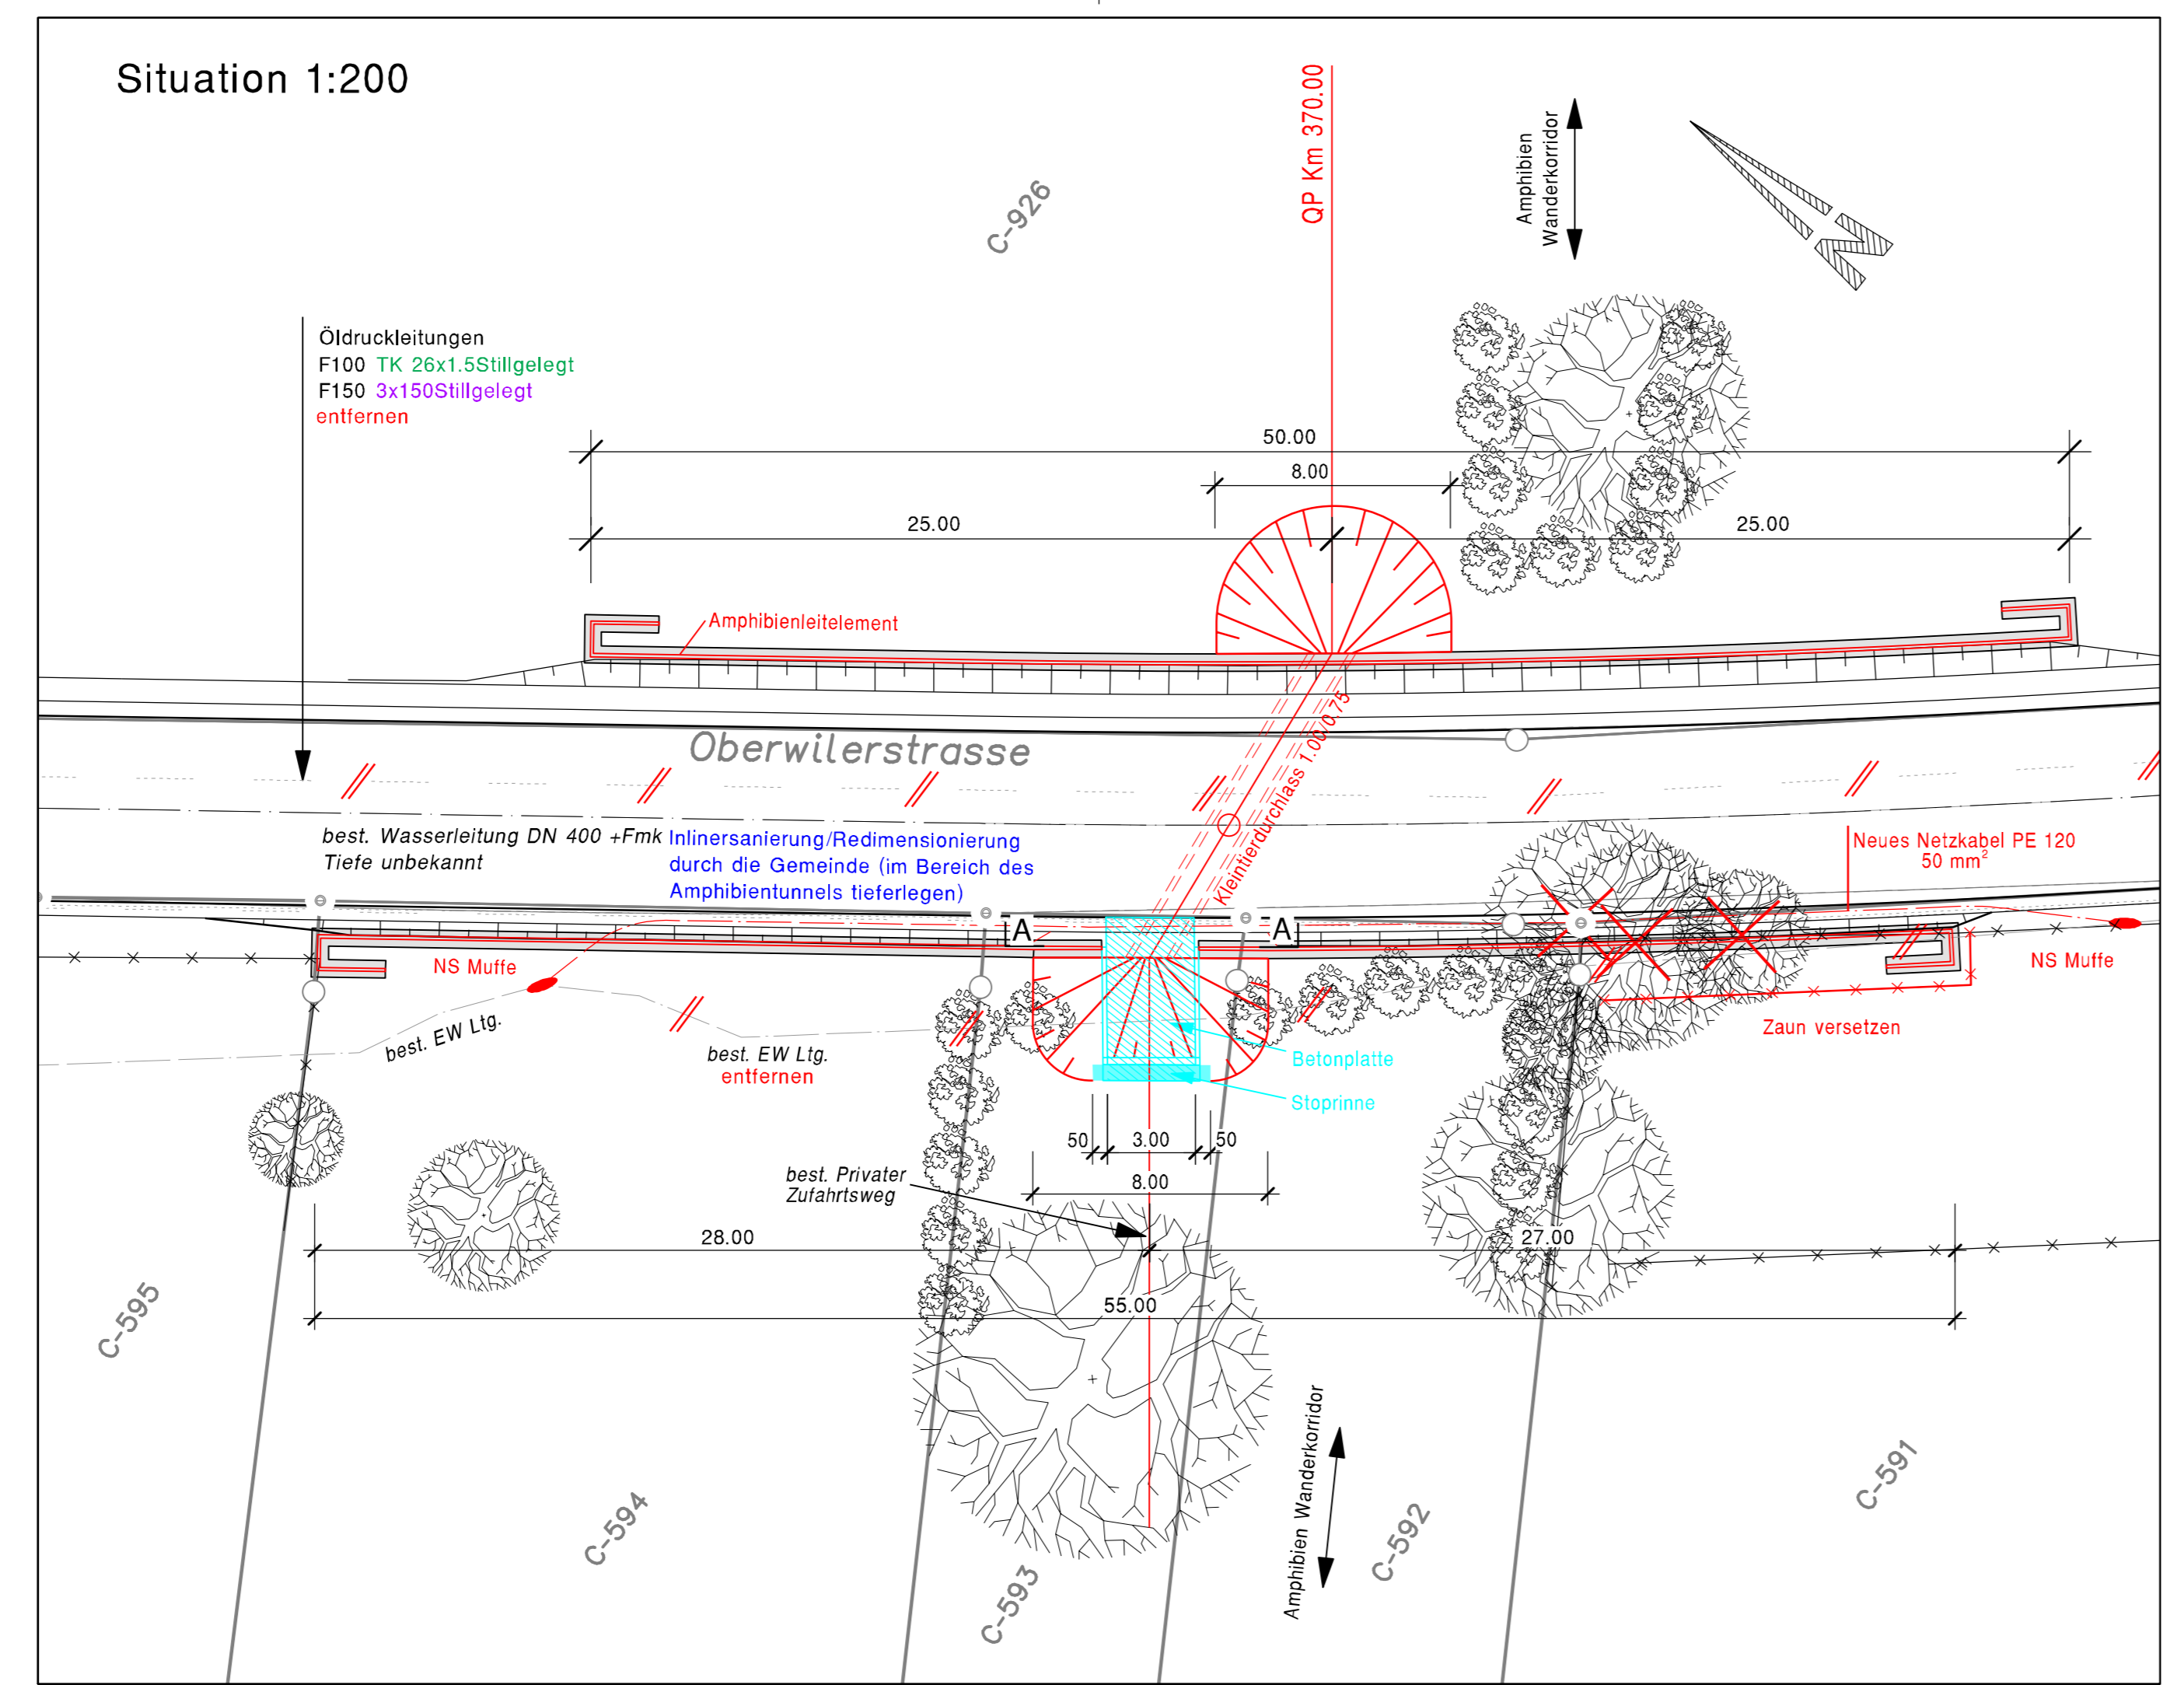 Situation 1:200
QP Km 370.00
Amphibien
Wanderkorridor
C-926
Öldruckleitungen
F100 TK 26x1.5Stillgelegt
F150 3x150Stillgelegt
entfernen
50.00
8.00
25.00
25.00
Amphibienleitelement
Oberwilerstrasse
Kleintierdurchlass 1.00/0.75
best. Wasserleitung DN 400 +Fmk
Tiefe unbekannt
Inlinersanierung/Redimensionierung
durch die Gemeinde (im Bereich des
Amphibientunnels tieferlegen)
Neues Netzkabel PE 120
50 mm²
A
A
NS Muffe
NS Muffe
best. EW Ltg.
best. EW Ltg.
entfernen
Zaun versetzen
Betonplatte
Stoprinne
50
3.00
50
best. Privater
Zufahrtsweg
8.00
28.00
27.00
55.00
C-595
C-594
C-593
Amphibien Wanderkorridor
C-592
C-591